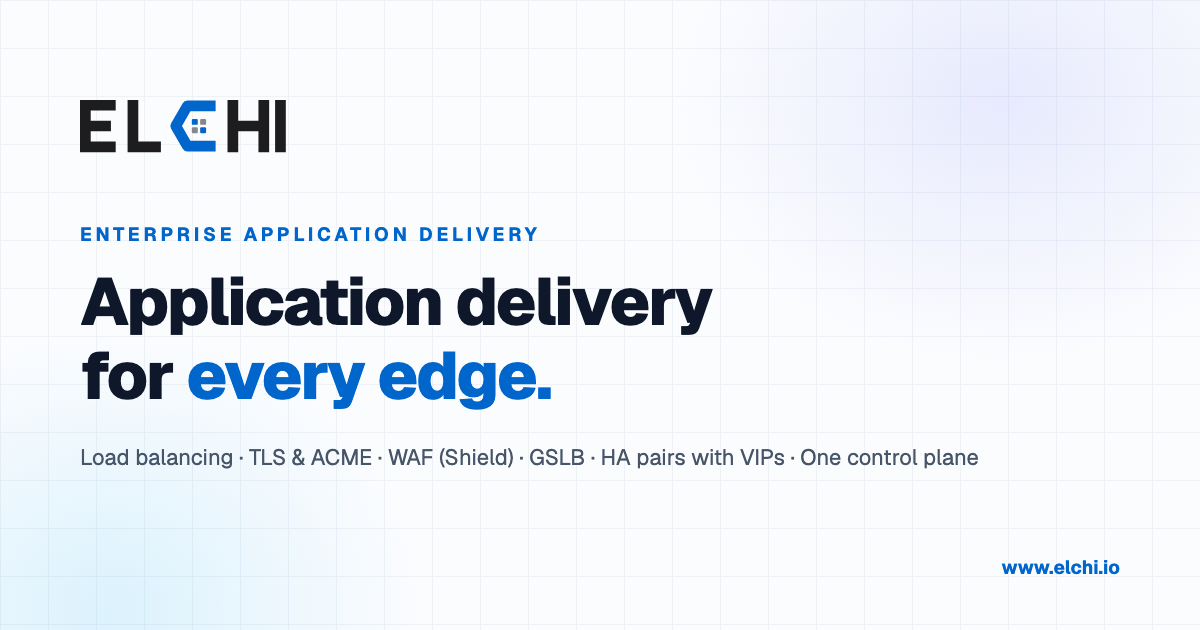 ELCHI
ENTERPRISE APPLICATION DELIVERY
Application delivery
for every edge.
Load balancing · TLS & ACME · WAF (Shield) · GSLB · HA pairs with VIPs · One control plane
www.elchi.io